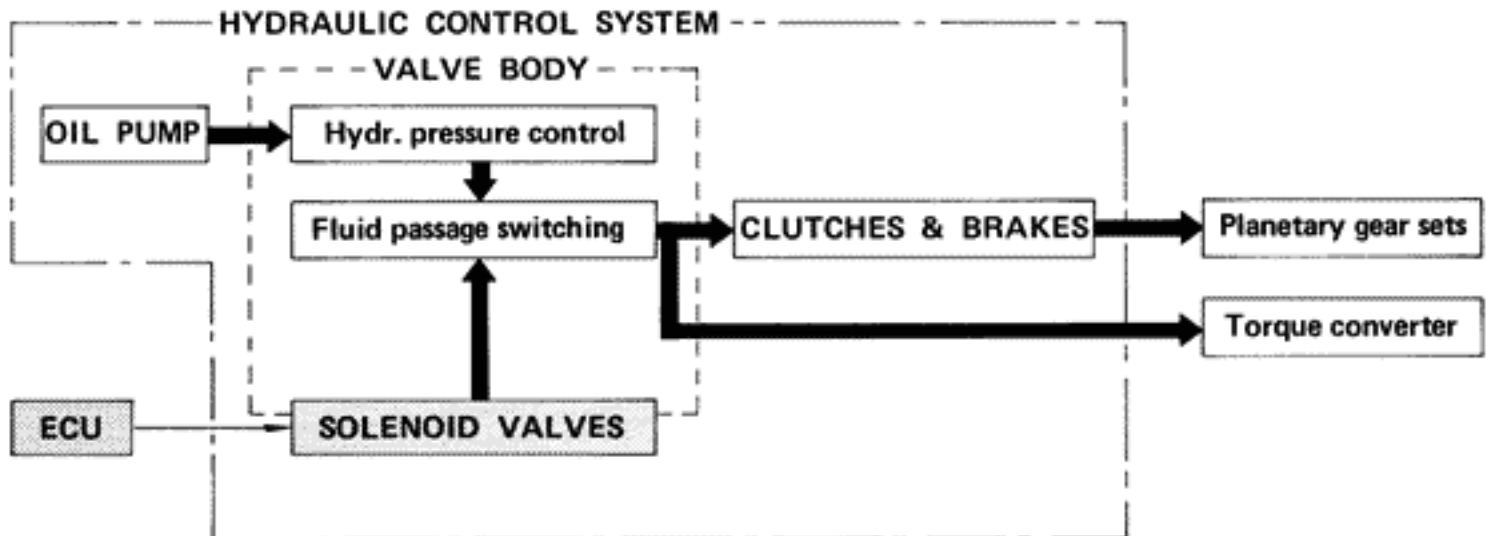 HYDRAULIC CONTROL SYSTEM
VALVE BODY
OIL PUMP
Hydr. pressure control
Fluid passage switching
CLUTCHES & BRAKES
Planetary gear sets
Torque converter
ECU
SOLENOID VALVES